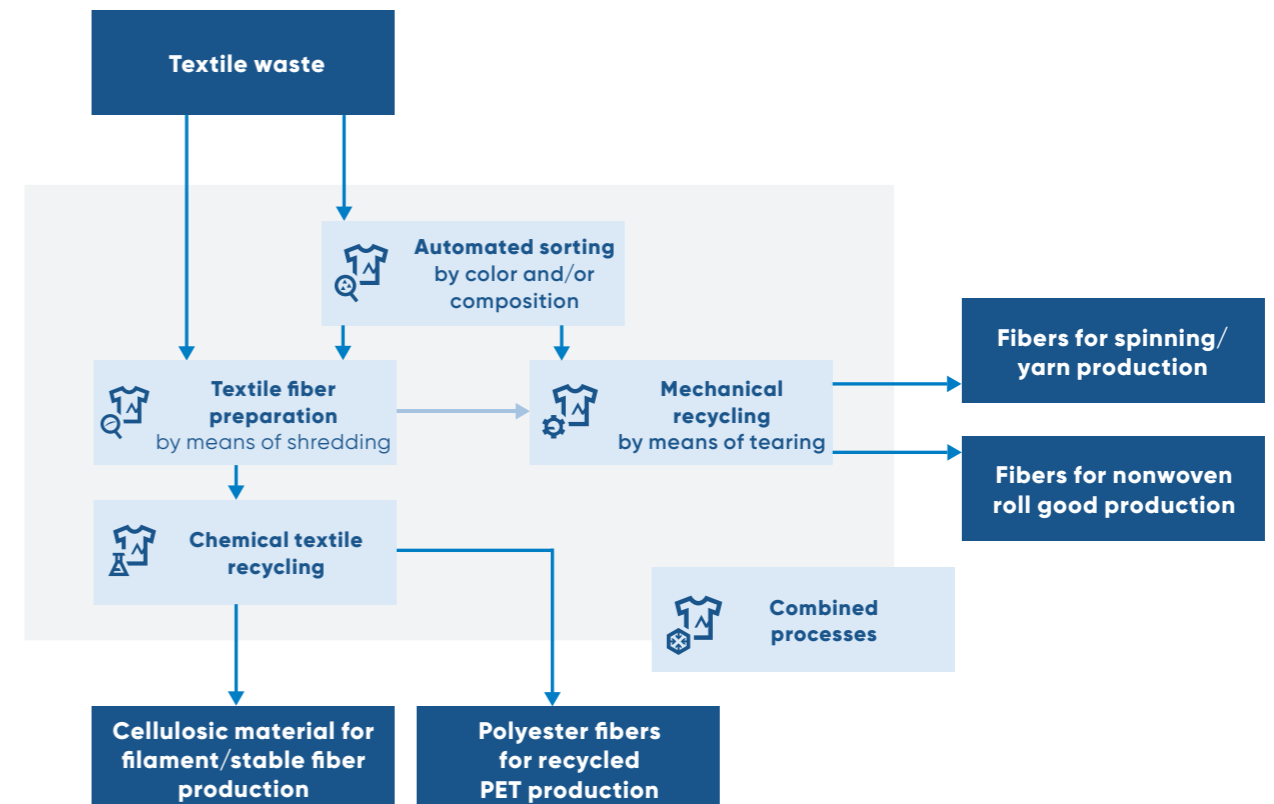 Textile waste
Automated sorting
by color and/or
composition
Textile fiber
preparation
by means of shredding
Mechanical
recycling
by means of tearing
Fibers for spinning/
yarn production
Fibers for nonwoven
roll good production
Chemical textile
recycling
Combined
processes
Cellulosic material for
filament/stable fiber
production
Polyester fibers
for recycled
PET production